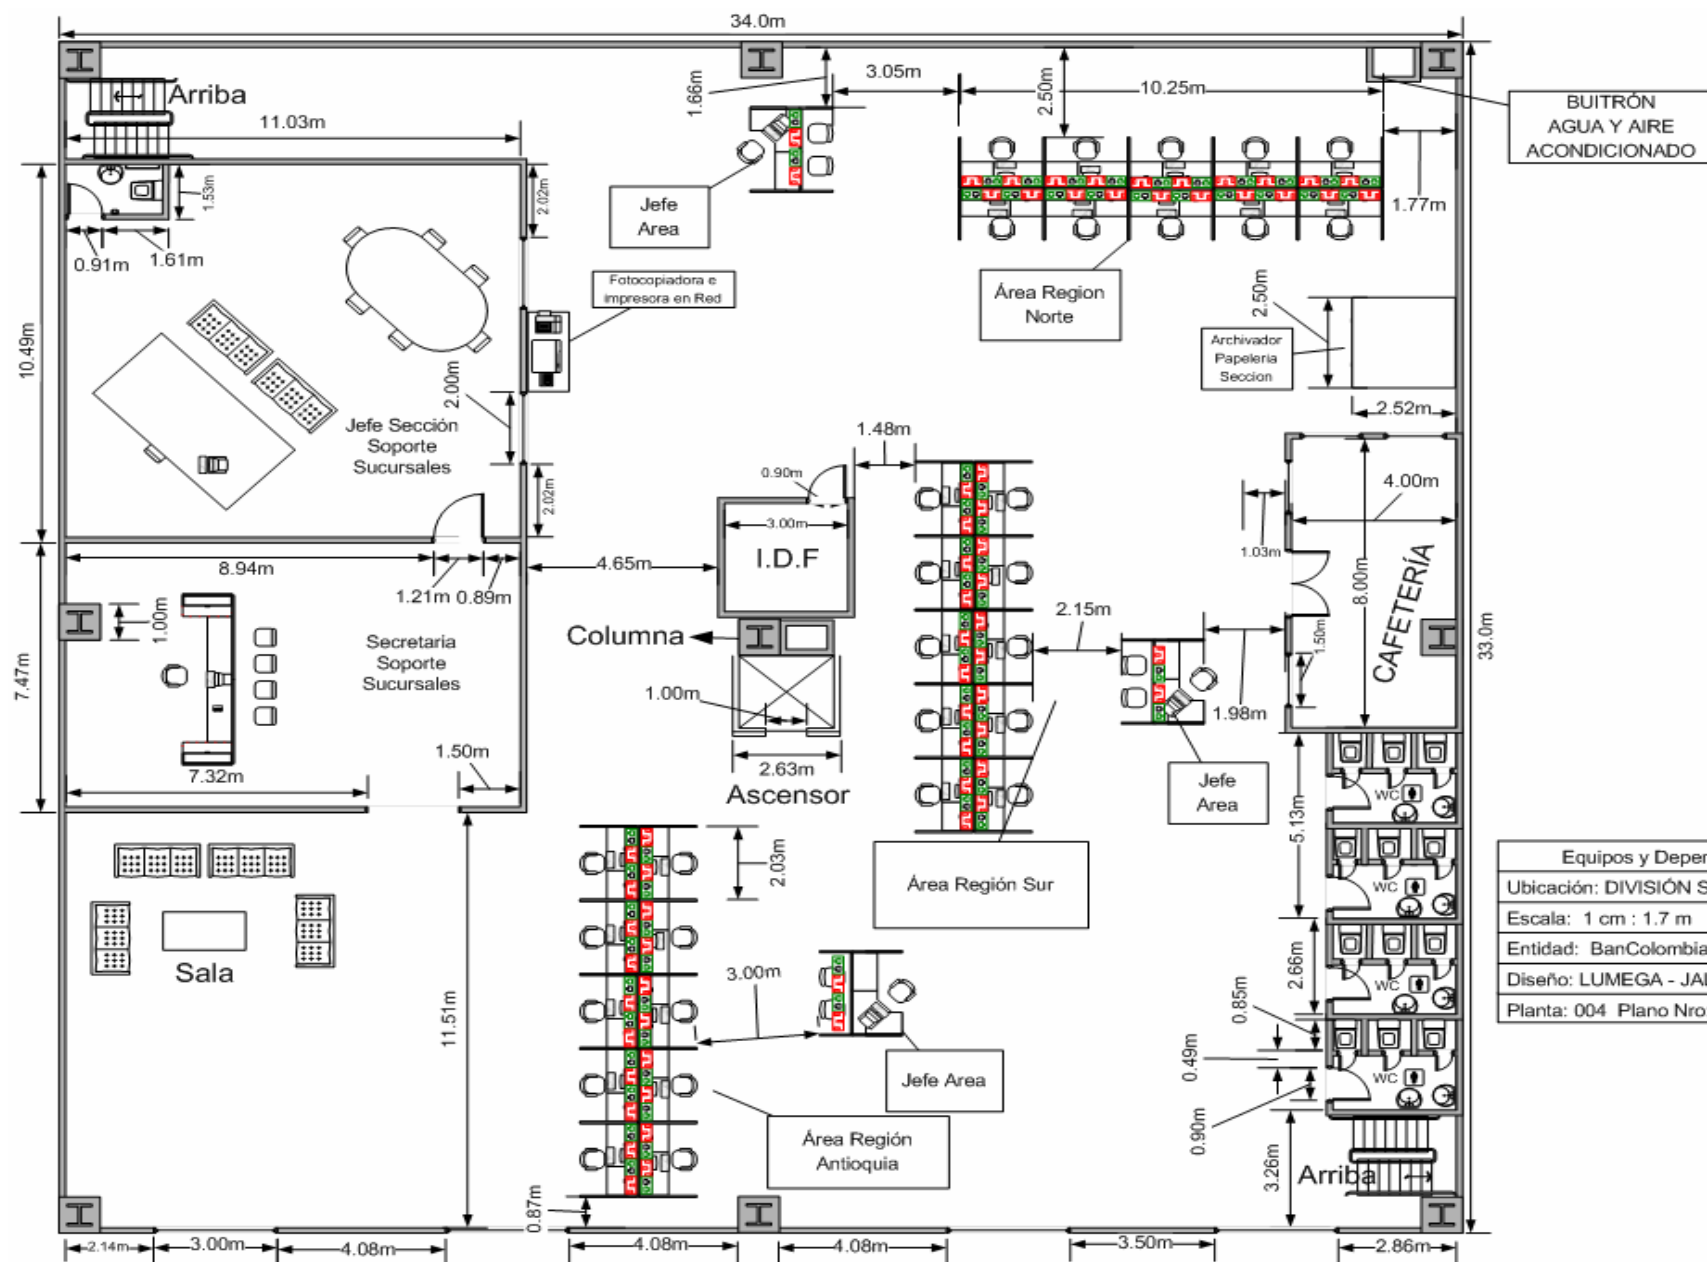 34.0m
Arriba
11.03m
1.66m
3.05m
2.50m
10.25m
BUITRÓN
AGUA Y AIRE
ACONDICIONADO
1.53m
2.02m
Jefe
Area
1.77m
0.91m
1.61m
Fotocopiadora e
impresora en Red
Área Region
Norte
2.50m
Archivador
Papeleria
Seccion
10.49m
2.00m
2.52m
Jefe Sección
Soporte
Sucursales
1.48m
0.90m
2.02m
3.00m
I.D.F
4.00m
1.03m
8.00m
CAFETERÍA
8.94m
1.21m
0.89m
4.65m
1.00m
Secretaria
Soporte
Sucursales
Columna
2.15m
1.50m
33.0m
7.47m
1.00m
1.98m
7.32m
1.50m
2.63m
Ascensor
Jefe
Area
WC
5.13m
2.03m
Área Región Sur
WC
Equipos y Deper
Ubicación: DIVISIÓN S
Escala: 1 cm : 1.7 m
Entidad: BanColombia
Diseño: LUMEGA - JAI
Planta: 004 Plano Nro
Sala
3.00m
2.66m
WC
11.51m
0.85m
0.49m
Jefe Area
WC
0.90m
Área Región
Antioquia
3.26m
Arriba
0.87m
2.14m
3.00m
4.08m
4.08m
4.08m
3.50m
2.86m